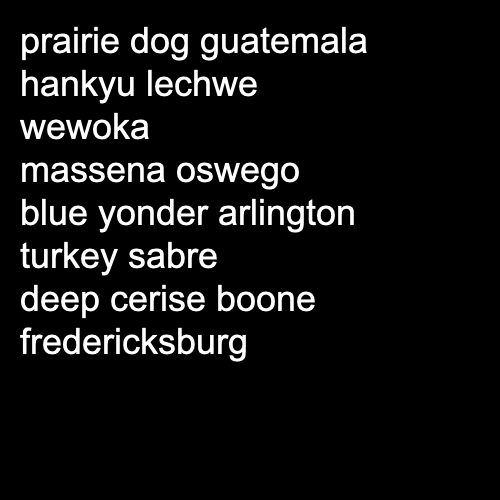 prairie dog guatemala
hankyu lechwe
wewoka
massena oswego
blue yonder arlington
turkey sabre
deep cerise boone
fredericksburg